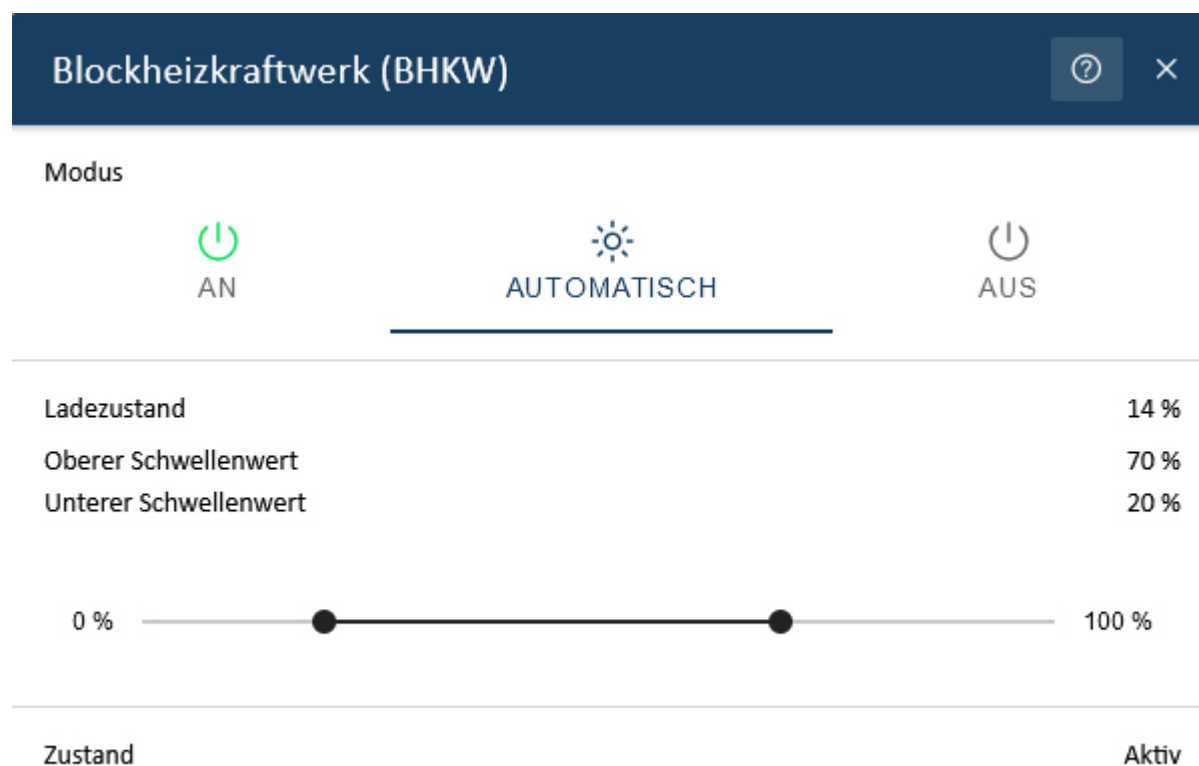 Blockheizkraftwerk (BHKW)
Modus
AN AUTOMATISCH AUS
Ladezustand 14 %
Oberer Schwellenwert 70 %
Unterer Schwellenwert 20 %
0 % 100 %
Zustand Aktiv